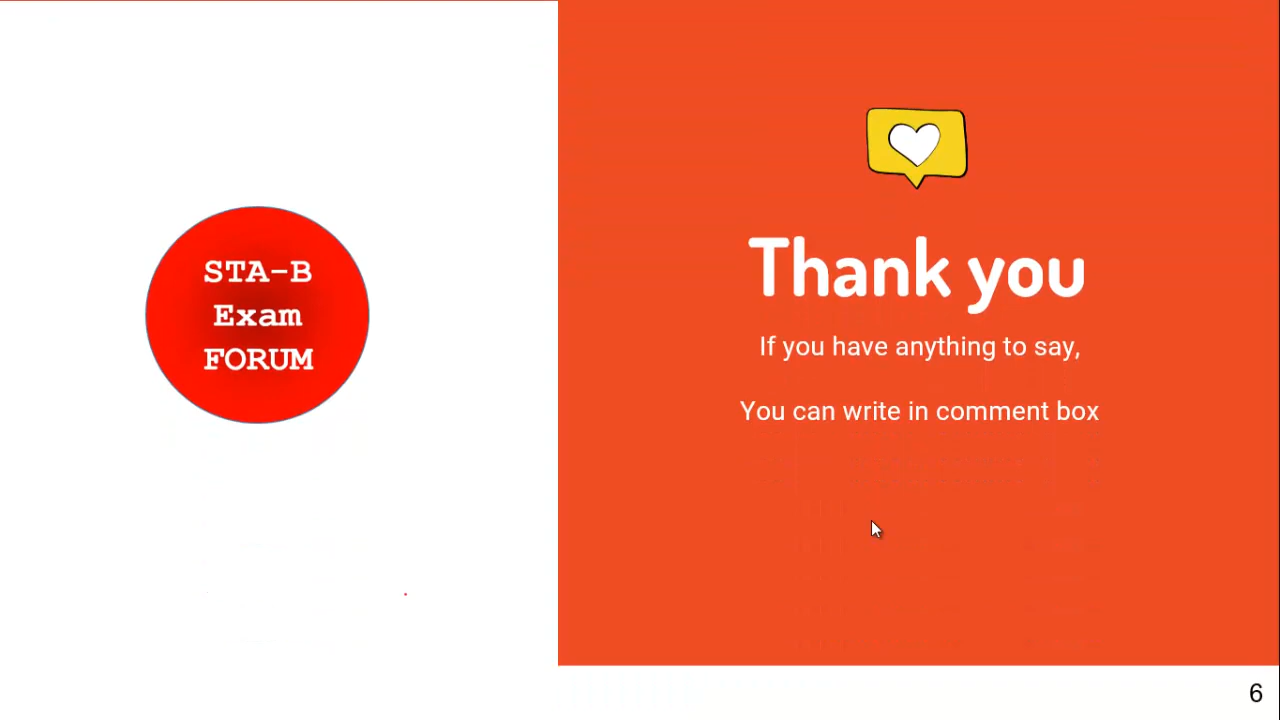 STA-B
Exam
FORUM
Thank you
If you have anything to say,
You can write in comment box
6